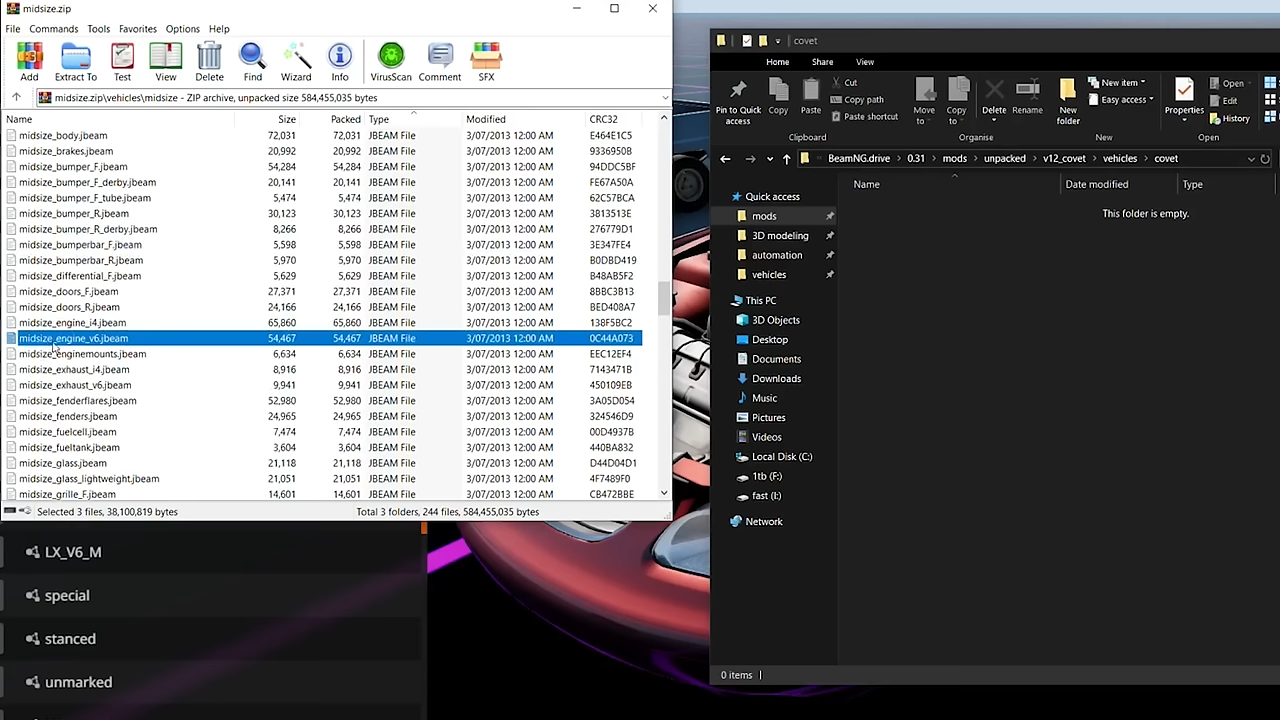 midsize.zip
File Commands Tools Favorites Options Help
Add Extract To Test View Delete Find Wizard Info VirusScan Comment SFX
midsize.zip\vehicles\midsize - ZIP archive, unpacked size 584,455,035 bytes
Name Size Packed Type Modified CRC32
midsize_body.jbeam 72,031 72,031 JBEAM File 3/07/2013 12:00 AM E464E1C5
midsize_brakes.jbeam 20,992 20,992 JBEAM File 3/07/2013 12:00 AM 9336950B
midsize_bumper_F.jbeam 54,284 54,284 JBEAM File 3/07/2013 12:00 AM 94DDC5BF
midsize_bumper_F_derby.jbeam 20,141 20,141 JBEAM File 3/07/2013 12:00 AM FE67A50A
midsize_bumper_F_tube.jbeam 5,474 5,474 JBEAM File 3/07/2013 12:00 AM 62C57BCA
midsize_bumper_R.jbeam 30,123 30,123 JBEAM File 3/07/2013 12:00 AM 3813513E
midsize_bumper_R_derby.jbeam 8,266 8,266 JBEAM File 3/07/2013 12:00 AM 276779D1
midsize_bumperbar_F.jbeam 5,598 5,598 JBEAM File 3/07/2013 12:00 AM 3E347FE4
midsize_bumperbar_R.jbeam 5,970 5,970 JBEAM File 3/07/2013 12:00 AM B0DBD419
midsize_differential_F.jbeam 5,629 5,629 JBEAM File 3/07/2013 12:00 AM B48AB5F2
midsize_doors_F.jbeam 27,371 27,371 JBEAM File 3/07/2013 12:00 AM 8BBC3B13
midsize_doors_R.jbeam 24,166 24,166 JBEAM File 3/07/2013 12:00 AM BED408A7
midsize_engine_i4.jbeam 65,860 65,860 JBEAM File 3/07/2013 12:00 AM 138F5BC2
midsize_engine_v6.jbeam 54,467 54,467 JBEAM File 3/07/2013 12:00 AM 0C44A073
midsize_enginemounts.jbeam 6,634 6,634 JBEAM File 3/07/2013 12:00 AM EEC12EF4
midsize_exhaust_i4.jbeam 8,916 8,916 JBEAM File 3/07/2013 12:00 AM 7143471B
midsize_exhaust_v6.jbeam 9,941 9,941 JBEAM File 3/07/2013 12:00 AM 450109EB
midsize_fenderflares.jbeam 52,980 52,980 JBEAM File 3/07/2013 12:00 AM 3A05D054
midsize_fenders.jbeam 24,965 24,965 JBEAM File 3/07/2013 12:00 AM 324546D9
midsize_fuelcell.jbeam 7,474 7,474 JBEAM File 3/07/2013 12:00 AM 00D4937B
midsize_fueltank.jbeam 3,604 3,604 JBEAM File 3/07/2013 12:00 AM 440BA832
midsize_glass.jbeam 21,118 21,118 JBEAM File 3/07/2013 12:00 AM D44D04D1
midsize_glass_lightweight.jbeam 21,051 21,051 JBEAM File 3/07/2013 12:00 AM 4F7489F0
midsize_grille_F.jbeam 14,601 14,601 JBEAM File 3/07/2013 12:00 AM CB472BBE
Selected 3 files, 38,100,819 bytes Total 3 folders, 244 files, 584,455,035 bytes
LX_V6_M
special
stanced
unmarked
covet
Home Share View
Pin to Quick access
Copy
Paste
Cut
Copy path
Paste shortcut
Move to
Copy to
Delete
Rename
New folder
New item
Easy access
Properties
Open
Edit
History
Clipboard Organise New Open
BeamNG.drive 0.31 mods unpacked v12_covet vehicles covet
Name Date modified Type
This folder is empty.
Quick access
mods
3D modeling
automation
vehicles
This PC
3D Objects
Desktop
Documents
Downloads
Music
Pictures
Videos
Local Disk (C:)
1tb (F:)
fast (I:)
Network
0 items